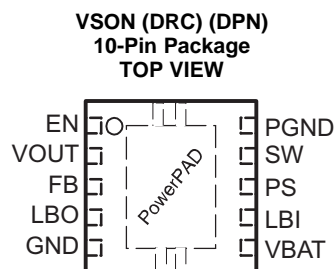 VSON (DRC) (DPN)
10-Pin Package
TOP VIEW
EN
VOUT
FB
LBO
GND
PowerPAD
PGND
SW
PS
LBI
VBAT